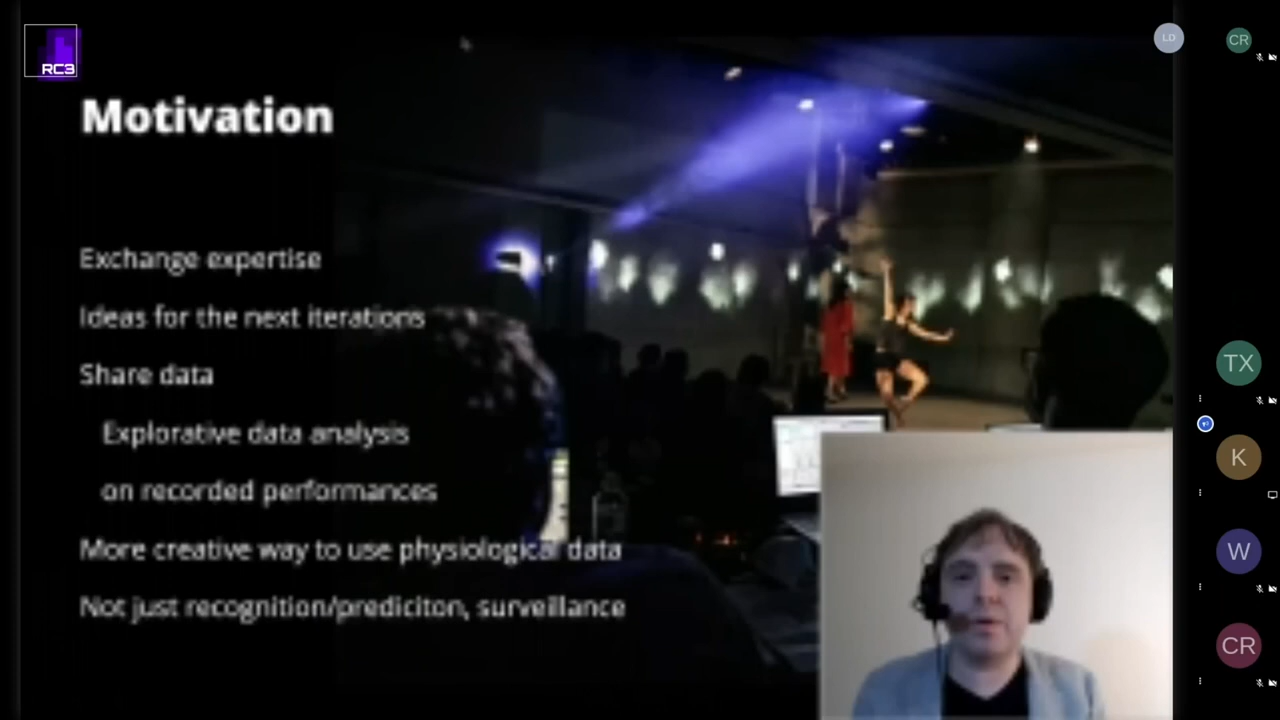 RC3
LD
CR
Motivation
Exchange expertise
Ideas for the next iterations
Share data
Explorative data analysis
on recorded performances
More creative way to use physiological data
Not just recognition/prediciton, surveillance
TX
K
W
CR